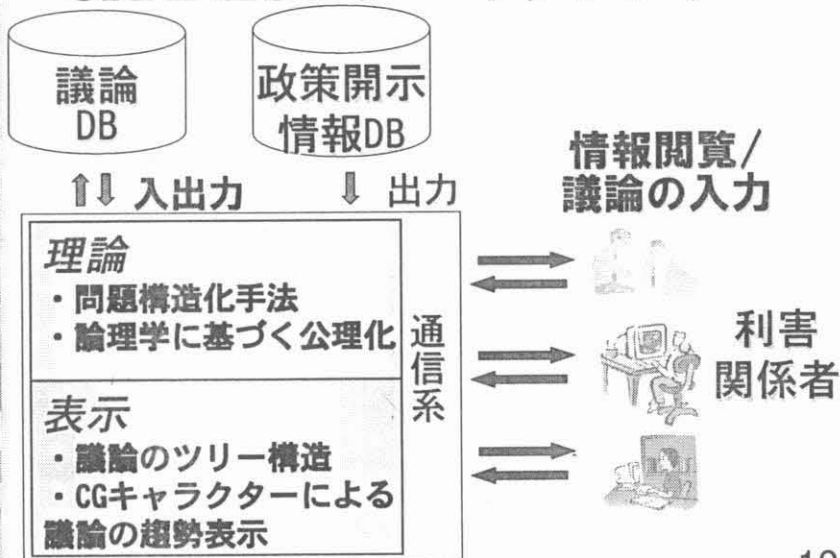 議論
DB
政策開示
情報DB
入出力
出力
情報閲覧/
議論の入力
理論
・問題構造化手法
・論理学に基づく公理化
通信系
表示
・議論のツリー構造
・CGキャラクターによる
議論の趨勢表示
利害
関係者